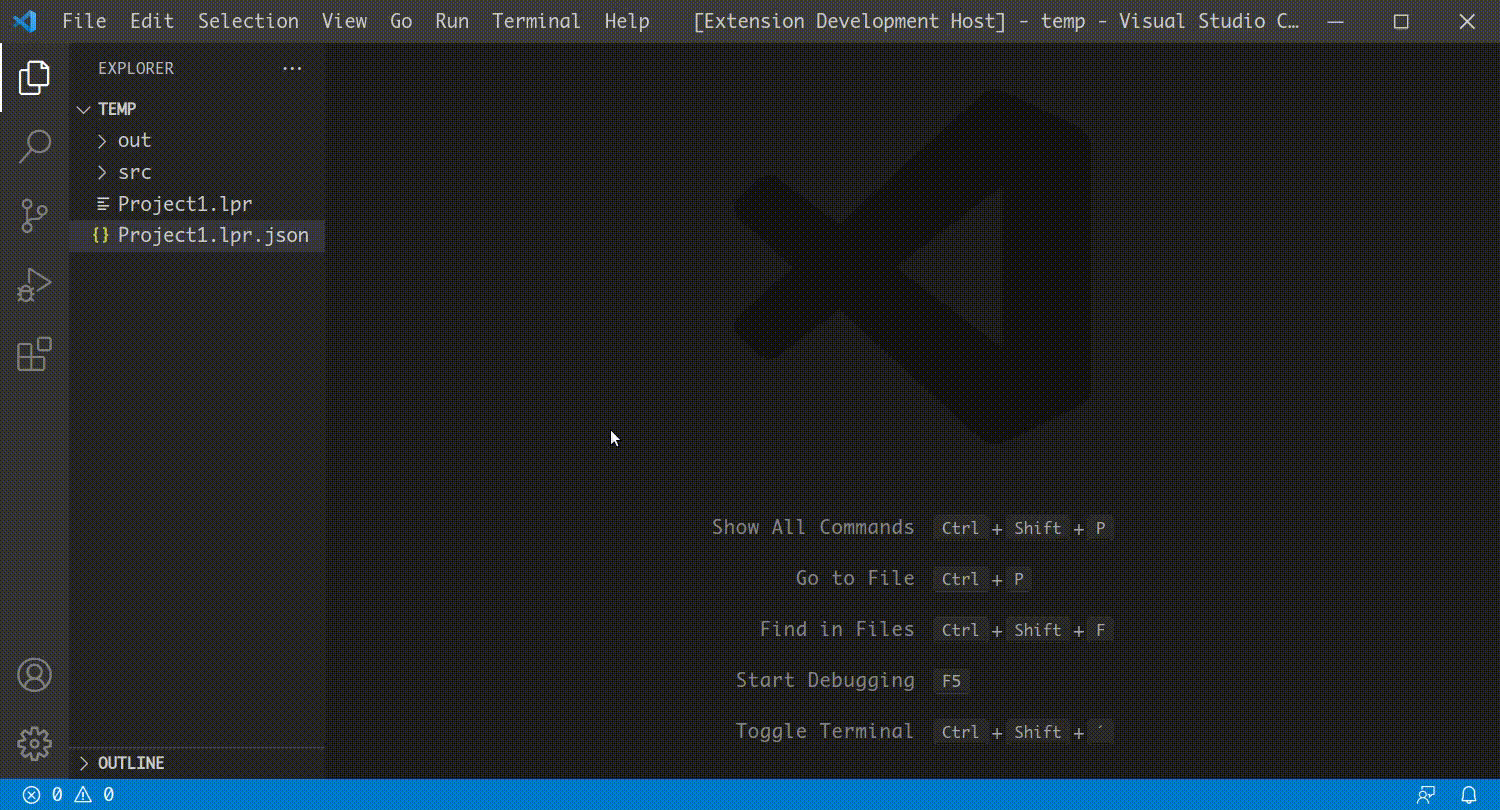 File Edit Selection View Go Run Terminal Help [Extension Development Host] - temp - Visual Studio C...
EXPLORER
TEMP
out
src
Project1.lpr
{} Project1.lpr.json
Show All Commands Ctrl + Shift + P
Go to File Ctrl + P
Find in Files Ctrl + Shift + F
Start Debugging F5
Toggle Terminal Ctrl + Shift + ´
OUTLINE
0 0